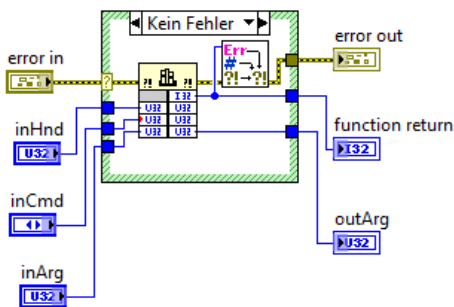 Kein Fehler
error in
error out
Err
#
?! ?!
?! ?!
I32
U32 U32
U32 U32
U32 U32
?
inHnd
U32
function return
I32
inCmd
outArg
U32
inArg
U32